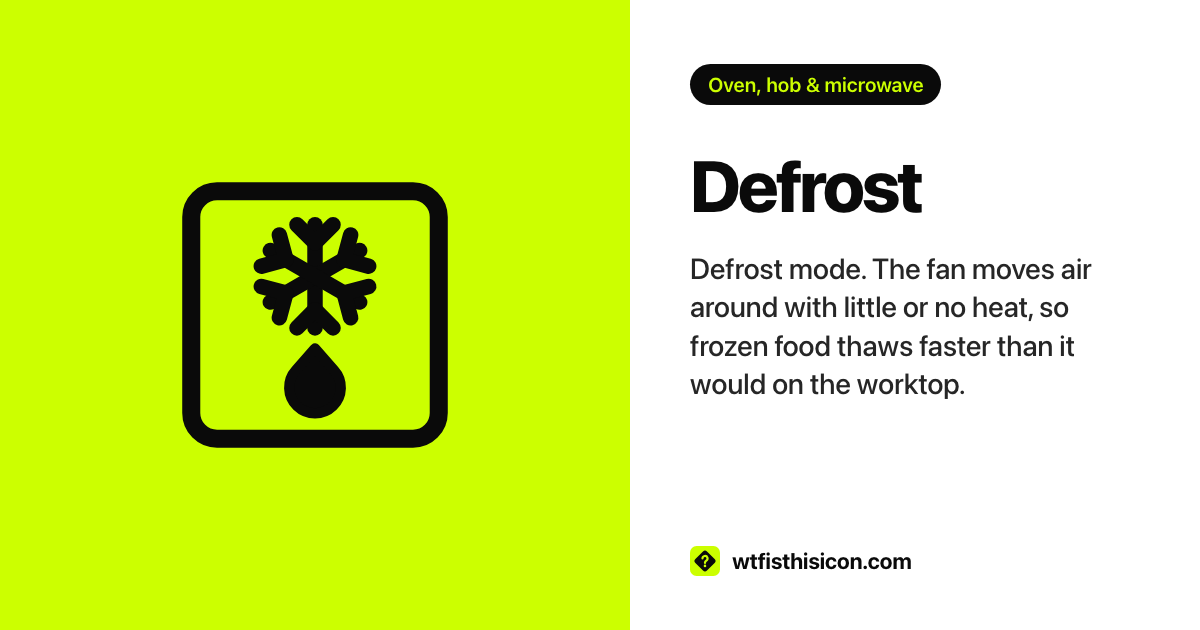 Oven, hob & microwave
Defrost
Defrost mode. The fan moves air
around with little or no heat, so
frozen food thaws faster than it
would on the worktop.
?
wtfisthisicon.com